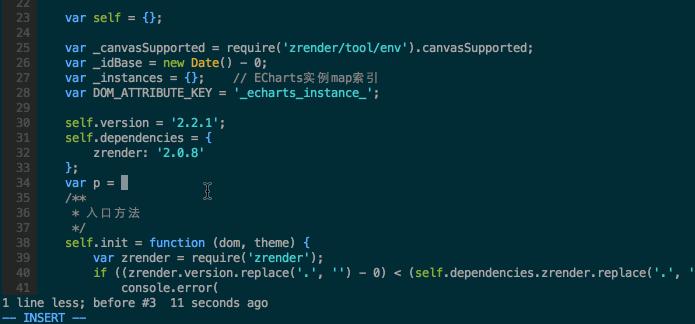 22
23 var self = {};
24
25 var _canvasSupported = require('zrender/tool/env').canvasSupported;
26 var _idBase = new Date() - 0;
27 var _instances = {};    // ECharts实例map索引
28 var DOM_ATTRIBUTE_KEY = '_echarts_instance_';
29
30 self.version = '2.2.1';
31 self.dependencies = {
32     zrender: '2.0.8'
33 };
34 var p =
35 /**
36  * 入口方法
37  */
38 self.init = function (dom, theme) {
39     var zrender = require('zrender');
40     if ((zrender.version.replace('.', '') - 0) < (self.dependencies.zrender.replace('.', '
41         console.error(
1 line less; before #3  11 seconds ago
-- INSERT --